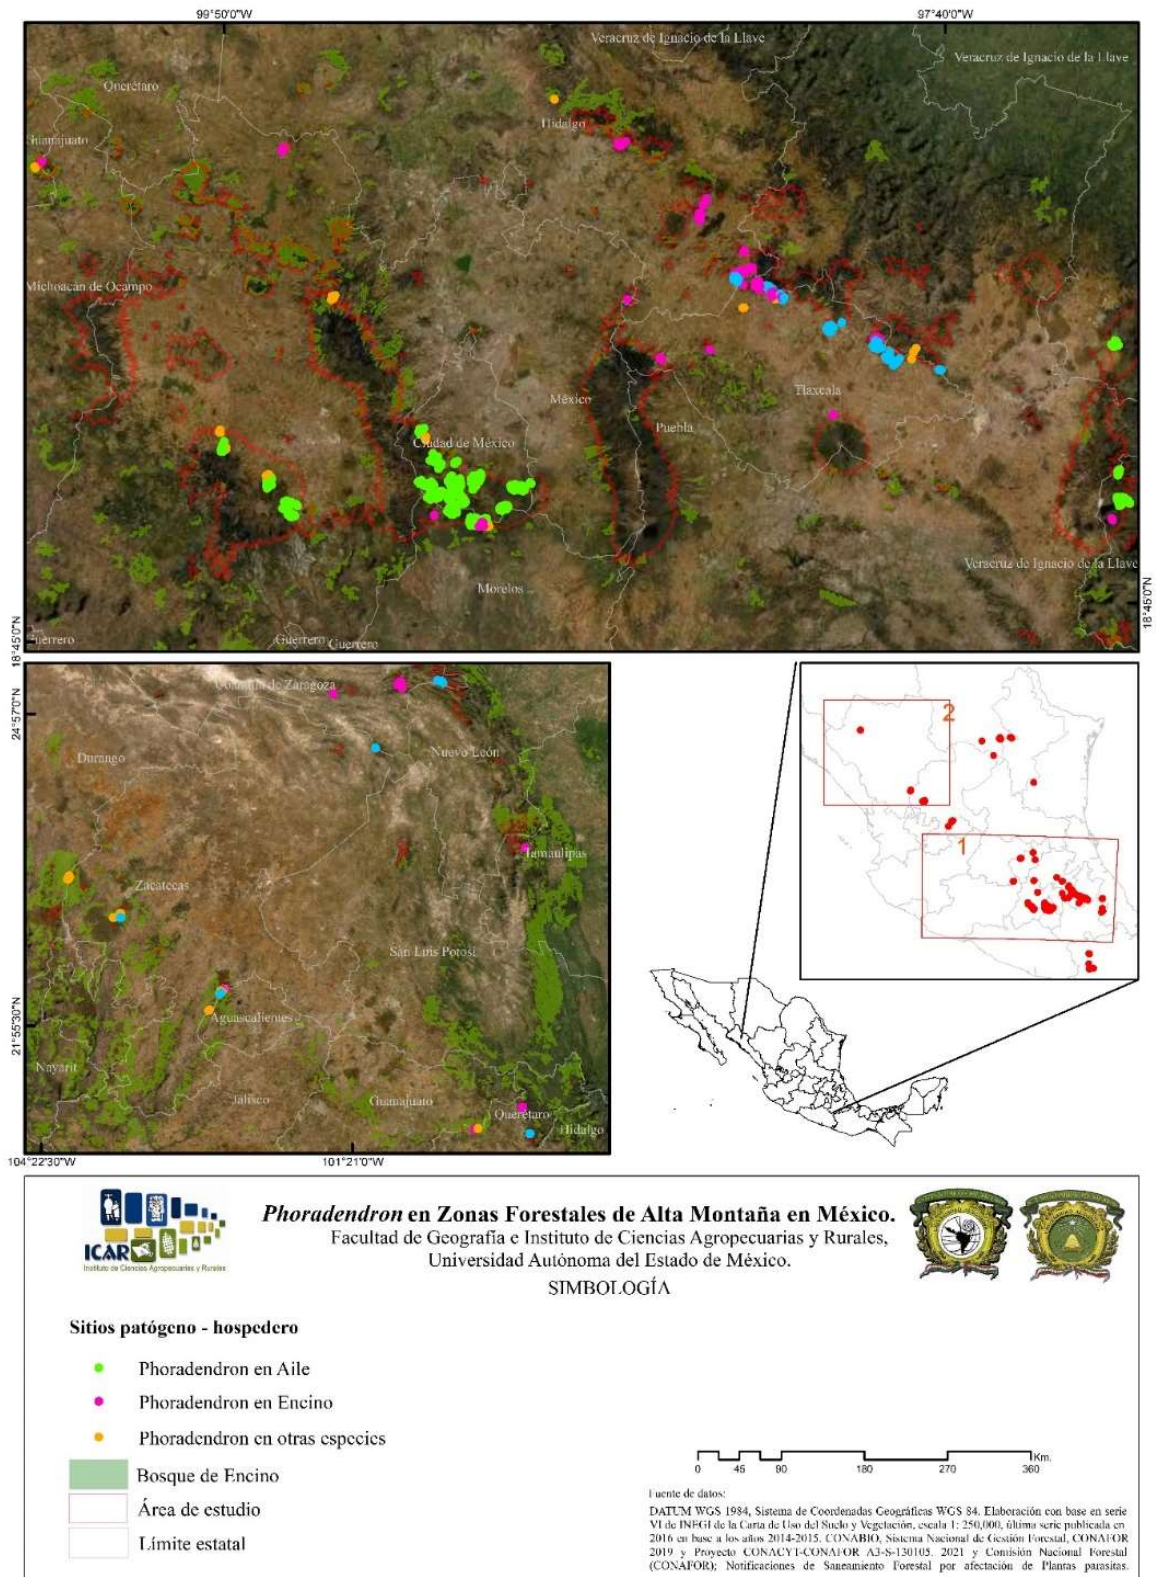 99°50'0"W
97°40'0"W
Veracruz de Ignacio de la Llave
Veracruz de Ignacio de la Llave
Querétaro
Hidalgo
Guanajuato
Michoacán de Ocampo
México
Tlaxcala
Puebla
Ciudad de México
Veracruz de Ignacio de la Llave
Morelos
Guerrero
Guerrero
Guerrero
18°45'0"N
18°45'0"N
24°57'0"N
Coahuila de Zaragoza
Nuevo León
Durango
Tamaulipas
Zacatecas
San Luis Potosí
21°55'30"N
Aguascalientes
Nayarit
Jalisco
Guanajuato
Querétaro
Hidalgo
104°22'30"W
101°21'0"W
2
1
ICAR
Instituto de Ciencias Agropecuarias y Rurales
Phoradendron en Zonas Forestales de Alta Montaña en México.
Facultad de Geografía e Instituto de Ciencias Agropecuarias y Rurales,
Universidad Autónoma del Estado de México.
SIMBOLOGÍA
Sitios patógeno - hospedero
Phoradendron en Aile
Phoradendron en Encino
Phoradendron en otras especies
Bosque de Encino
Área de estudio
Límite estatal
Km.
0 45 90 180 270 360
Fuente de datos:
DATUM WGS 1984, Sistema de Coordenadas Geográficas WGS 84. Elaboración con base en serie
VI de INEGI de la Carta de Uso del Suelo y Vegetación, escala 1: 250,000, última serie publicada en
2016 en base a los años 2014-2015. CONABIO, Sistema Nacional de Gestión Forestal, CONAFOR
2019 y Proyecto CONACYT-CONAFOR A3-S-130105. 2021 y Comisión Nacional Forestal
(CONAFOR); Notificaciones de Saneamiento Forestal por afectación de Plantas parasitas.